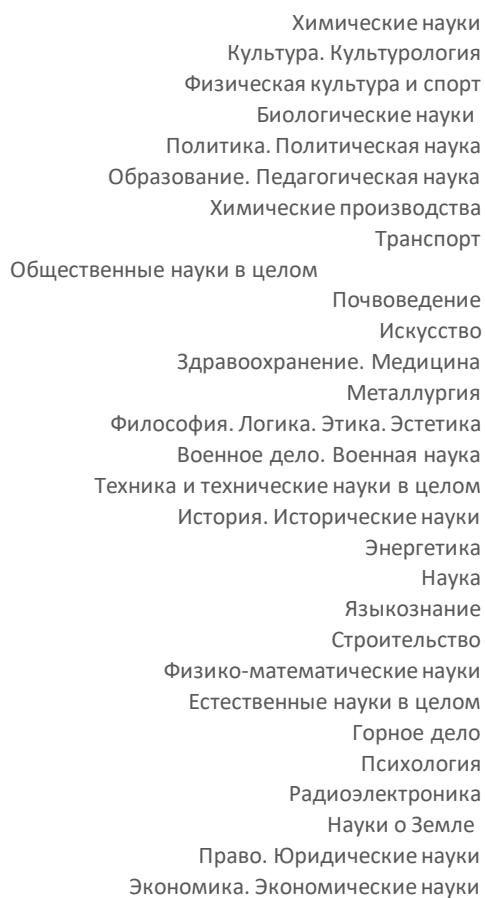 Химические науки
Культура. Культурология
Физическая культура и спорт
Биологические науки
Политика. Политическая наука
Образование. Педагогическая наука
Химические производства
Транспорт
Общественные науки в целом
Почвоведение
Искусство
Здравоохранение. Медицина
Металлургия
Философия. Логика. Этика. Эстетика
Военное дело. Военная наука
Техника и технические науки в целом
История. Исторические науки
Энергетика
Наука
Языкознание
Строительство
Физико-математические науки
Естественные науки в целом
Горное дело
Психология
Радиоэлектроника
Науки о Земле
Право. Юридические науки
Экономика. Экономические науки